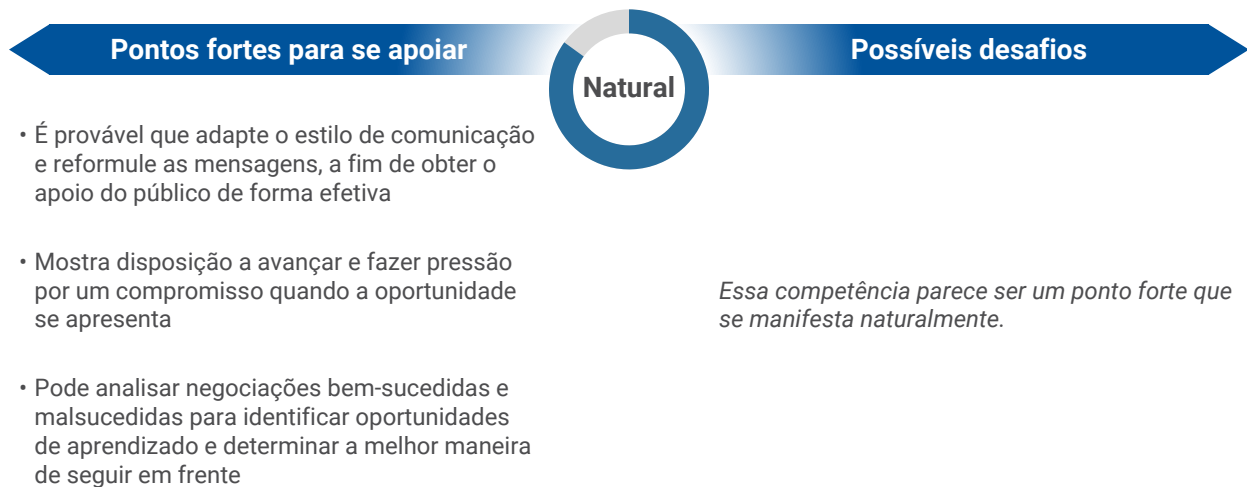 Pontos fortes para se apoiar
Natural
Possíveis desafios
• É provável que adapte o estilo de comunicação
e reformule as mensagens, a fim de obter o
apoio do público de forma efetiva
• Mostra disposição a avançar e fazer pressão
por um compromisso quando a oportunidade
se apresenta
• Pode analisar negociações bem-sucedidas e
malsucedidas para identificar oportunidades
de aprendizado e determinar a melhor maneira
de seguir em frente
Essa competência parece ser um ponto forte que
se manifesta naturalmente.